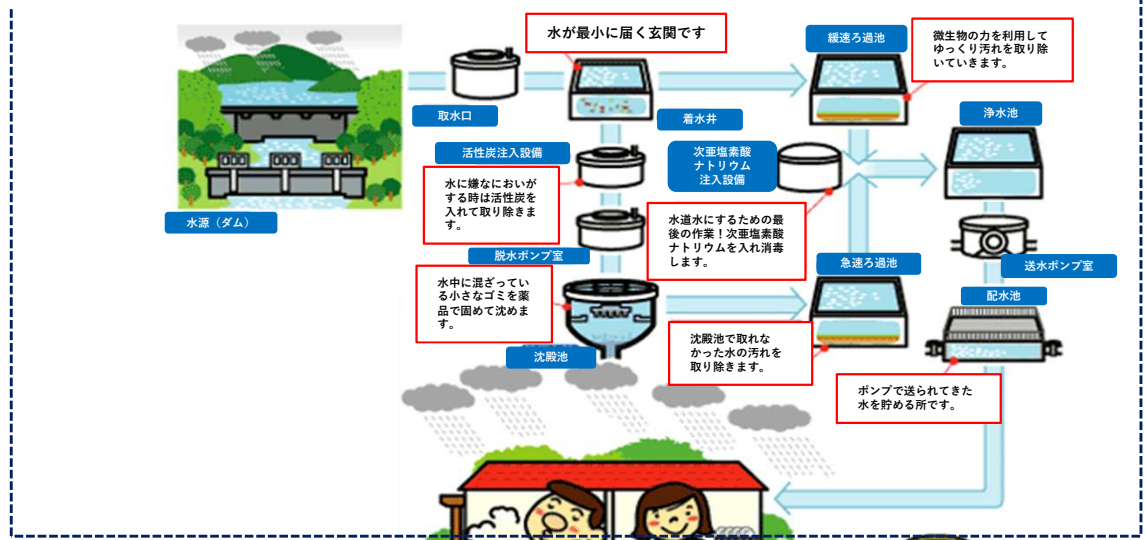 水が最小に届く玄関です
緩速ろ過池
微生物の力を利用して
ゆっくり汚れを取り除
いていきます。
取水口
着水井
浄水池
活性炭注入設備
次亜塩素酸
ナトリウム
注入設備
水に嫌なにおいが
する時は活性炭を
入れて取り除きま
す。
水源（ダム）
水道水にするための最
後の作業！次亜塩素酸
ナトリウムを入れ消毒
します。
脱水ポンプ室
急速ろ過池
送水ポンプ室
水中に混ざってい
る小さなゴミを薬
品で固めて沈めま
す。
配水池
沈殿池
沈殿池で取れな
かった水の汚れを
取り除きます。
ポンプで送られてきた
水を貯める所です。